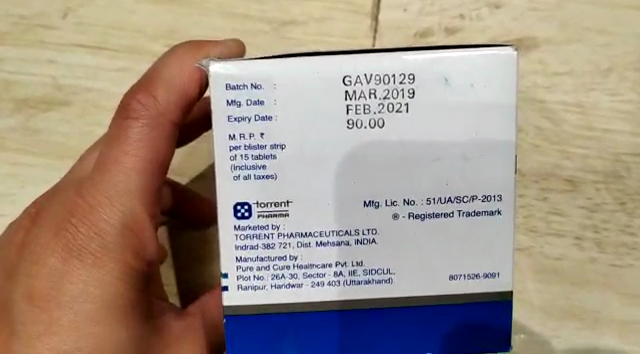 Batch No. : GAV90129
Mfg. Date : MAR.2019
Expiry Date : FEB.2021
M.R.P. ₹ 90.00
per blister strip
of 15 tablets
(inclusive
of all taxes)
torrent
PHARMA
Mfg. Lic. No. : 51/UA/SC/P-2013
® - Registered Trademark
Marketed by :
TORRENT PHARMACEUTICALS LTD.
Indrad-382 721, Dist. Mehsana, INDIA.
Manufactured by :
Pure and Cure Healthcare Pvt. Ltd.
Plot No.: 26A-30, Sector - 8A, IIE, SIDCUL,
Ranipur, Haridwar - 249 403 (Uttarakhand)
8071526-9091